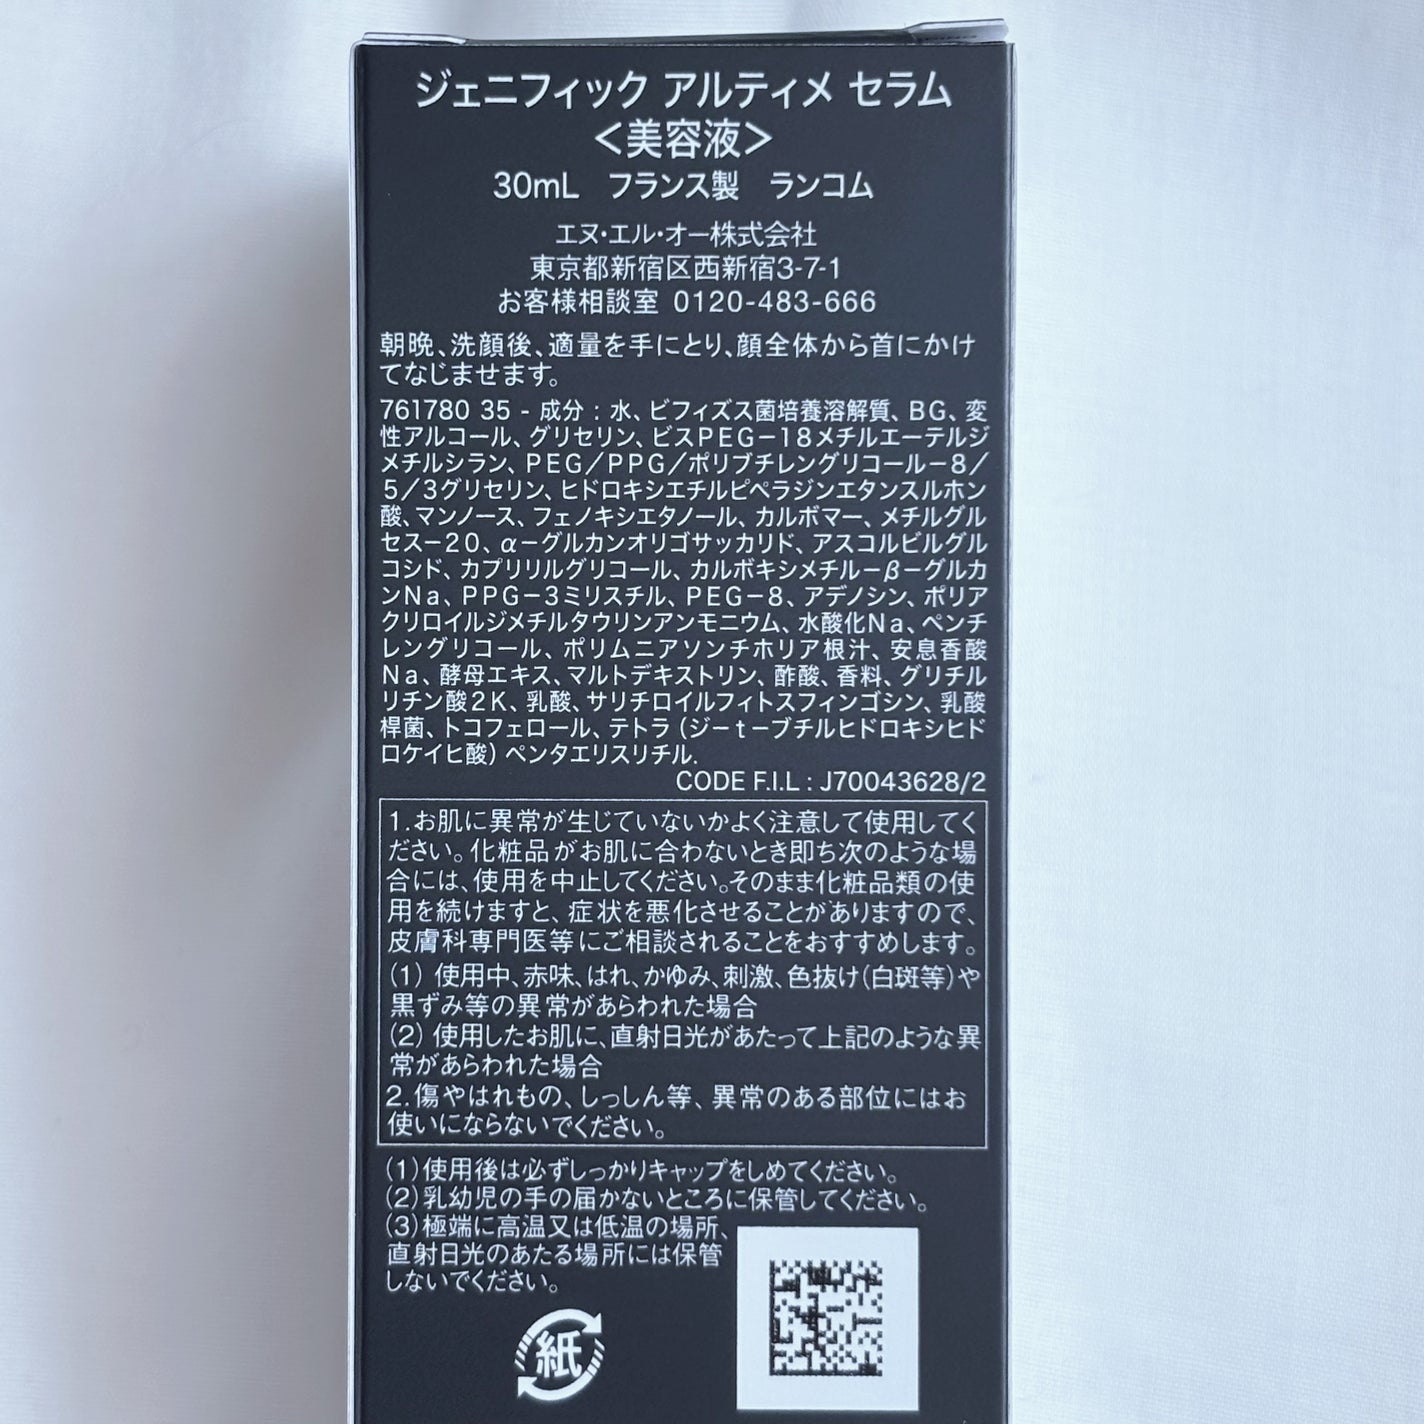 ジェニフィック アルティメ セラム
＜美容液＞
30mL　フランス製　ランコム
エヌ・エル・オー株式会社
東京都新宿区西新宿3-7-1
お客様相談室 0120-483-666
朝晩、洗顔後、適量を手にとり、顔全体から首にかけ
てなじませます。
761780 35 - 成分 : 水、ビフィズス菌培養溶解質、BG、変
性アルコール、グリセリン、ビスPEG－18メチルエーテルジ
メチルシラン、PEG／PPG／ポリブチレングリコール－8／
5／3グリセリン、ヒドロキシエチルピペラジンエタンスルホン
酸、マンノース、フェノキシエタノール、カルボマー、メチルグル
セス－20、α－グルカンオリゴサッカリド、アスコルビルグル
コシド、カプリリルグリコール、カルボキシメチル－β－グルカ
ンNa、PPG－3ミリスチル、PEG－8、アデノシン、ポリア
クリロイルジメチルタウリンアンモニウム、水酸化Na、ペンチ
レングリコール、ポリムニアソンチホリア根汁、安息香酸
Na、酵母エキス、マルトデキストリン、酢酸、香料、グリチル
リチン酸2K、乳酸、サリチロイルフィトスフィンゴシン、乳酸
桿菌、トコフェロール、テトラ (ジ－t－ブチルヒドロキシヒド
ロケイヒ酸) ペンタエリスリチル.
CODE F.I.L : J70043628/2
1.お肌に異常が生じていないかよく注意して使用してく
ださい。化粧品がお肌に合わないとき即ち次のような場
合には、使用を中止してください。そのまま化粧品類の使
用を続けますと、症状を悪化させることがありますので、
皮膚科専門医等にご相談されることをおすすめします。
(1) 使用中、赤味、はれ、かゆみ、刺激、色抜け(白斑等)や
黒ずみ等の異常があらわれた場合
(2) 使用したお肌に、直射日光があたって上記のような異
常があらわれた場合
2.傷やはれもの、しっしん等、異常のある部位にはお
使いにならないでください。
(1)使用後は必ずしっかりキャップをしめてください。
(2)乳幼児の手の届かないところに保管してください。
(3)極端に高温又は低温の場所、
直射日光のあたる場所には保管
しないでください。
紙